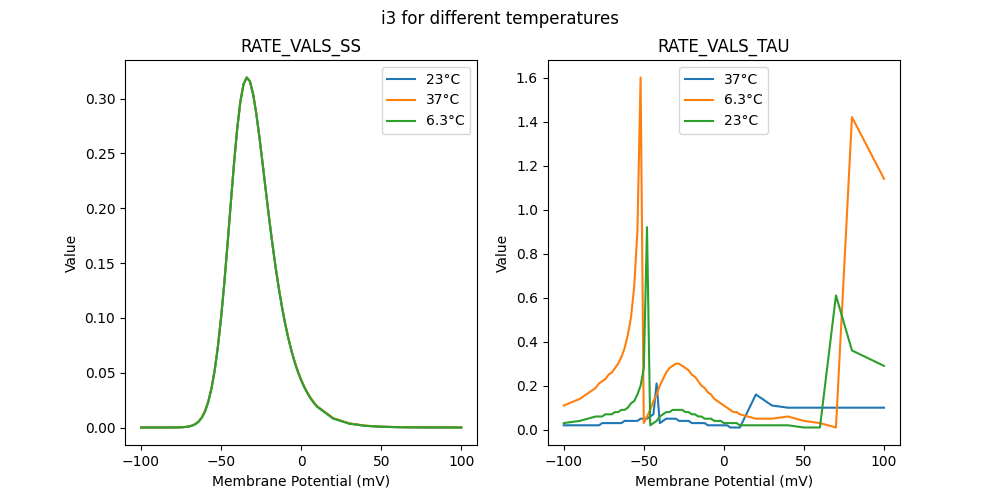 i3 for different temperatures
RATE_VALS_SS
RATE_VALS_TAU
23°C
37°C
6.3°C
37°C
6.3°C
23°C
Value
0.30
0.25
0.20
0.15
0.10
0.05
0.00
−100
−50
0
50
100
Membrane Potential (mV)
Value
1.6
1.4
1.2
1.0
0.8
0.6
0.4
0.2
0.0
−100
−50
0
50
100
Membrane Potential (mV)